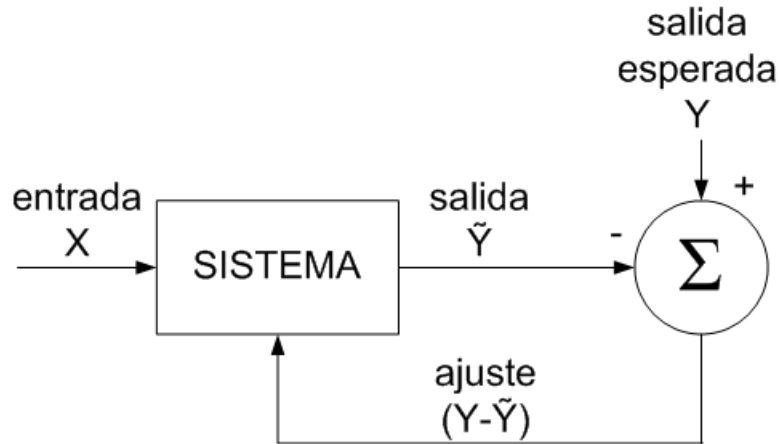 salida
esperada
Y
+
entrada
X
SISTEMA
salida
Ỹ
-
Σ
ajuste
(Y-Ỹ)